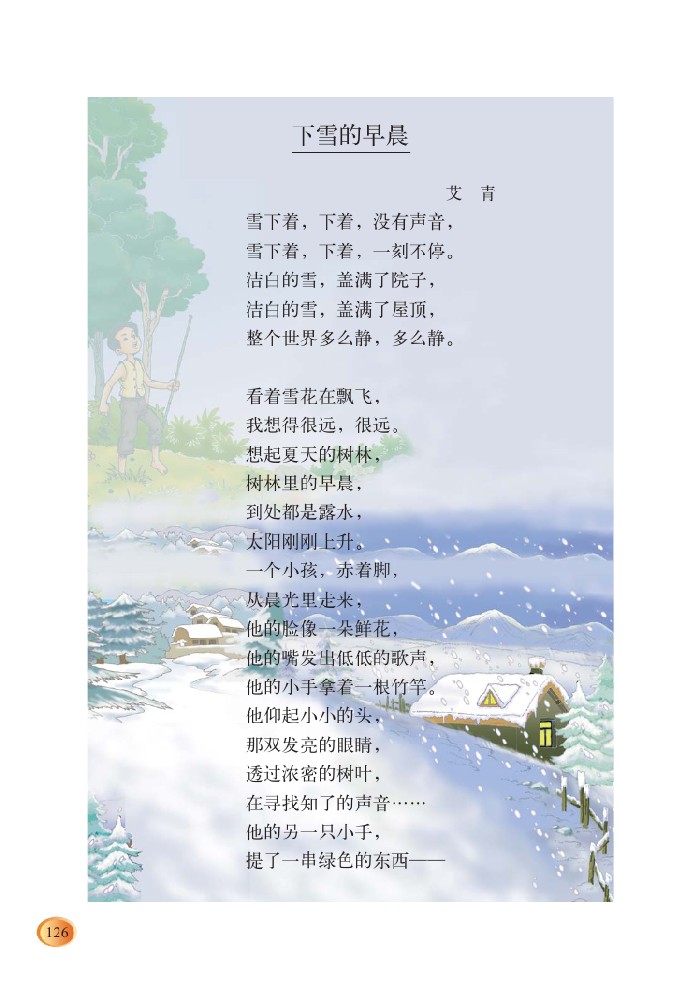 下雪的早晨
艾 青
雪下着，下着，没有声音，
雪下着，下着，一刻不停。
洁白的雪，盖满了院子，
洁白的雪，盖满了屋顶，
整个世界多么静，多么静。
看着雪花在飘飞，
我想得很远，很远。
想起夏天的树林，
树林里的早晨，
到处都是露水，
太阳刚刚上升。
一个小孩，赤着脚，
从晨光里走来，
他的脸像一朵鲜花，
他的嘴发出低低的歌声，
他的小手拿着一根竹竿。
他仰起小小的头，
那双发亮的眼睛，
透过浓密的树叶，
在寻找知了的声音……
他的另一只小手，
提了一串绿色的东西——
126